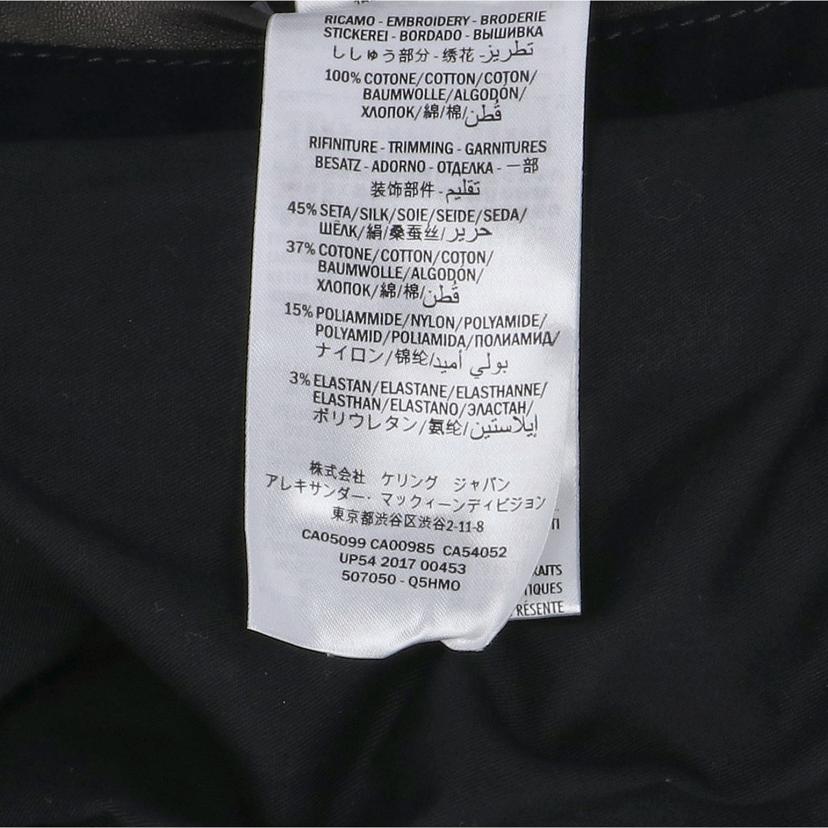 RICAMO - EMBROIDERY - BRODERIE
STICKEREI - BORDADO - ВЫШИВКА
ししゅう部分 - 绣花 - تطريز
100% COTONE/COTTON/COTON/
BAUMWOLLE/ALGODÓN/
ХЛОПОК/綿/棉/قُطن
RIFINITURE - TRIMMING - GARNITURES
BESATZ - ADORNO - ОТДЕЛКА - 一部
装饰部件 - تقليم
45% SETA/SILK/SOIE/SEIDE/SEDA/
ШЁЛК/絹/桑蚕丝/حرير
37% COTONE/COTTON/COTON/
BAUMWOLLE/ALGODÓN/
ХЛОПОК/綿/棉/قُطن
15% POLIAMMIDE/NYLON/POLYAMIDE/
POLYAMID/POLIAMIDA/ПОЛИАМИД/
ナイロン/锦纶/بولي أميد
3% ELASTAN/ELASTANE/ELASTHANNE/
ELASTHAN/ELASTANO/ЭЛАСТАН/
ポリウレタン/氨纶/إيلاستين
株式会社 ケリング ジャパン
アレキサンダー・マックィーンディビジョン
東京都渋谷区渋谷2-11-8
CA05099 CA00985 CA54052
UP54 2017 00453
507050 - Q5HMO
TI
RAITS
TIQUES
RÉSENTE